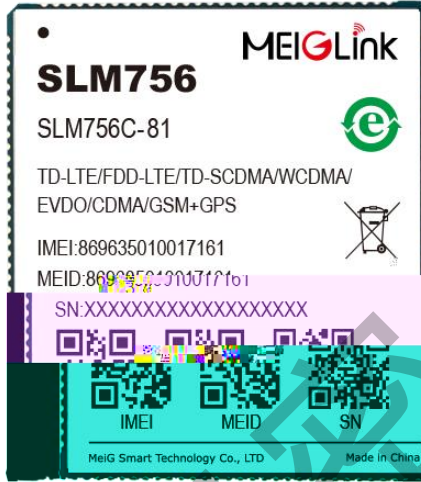 MEIGLink
SLM756
SLM756C-81
TD-LTE/FDD-LTE/TD-SCDMA/WCDMA/
EVDO/CDMA/GSM+GPS
IMEI:869635010017161
SN:XXXXXXXXXXXXXXXXXXX
IMEI MEID SN
MeiG Smart Technology Co., LTD Made in China